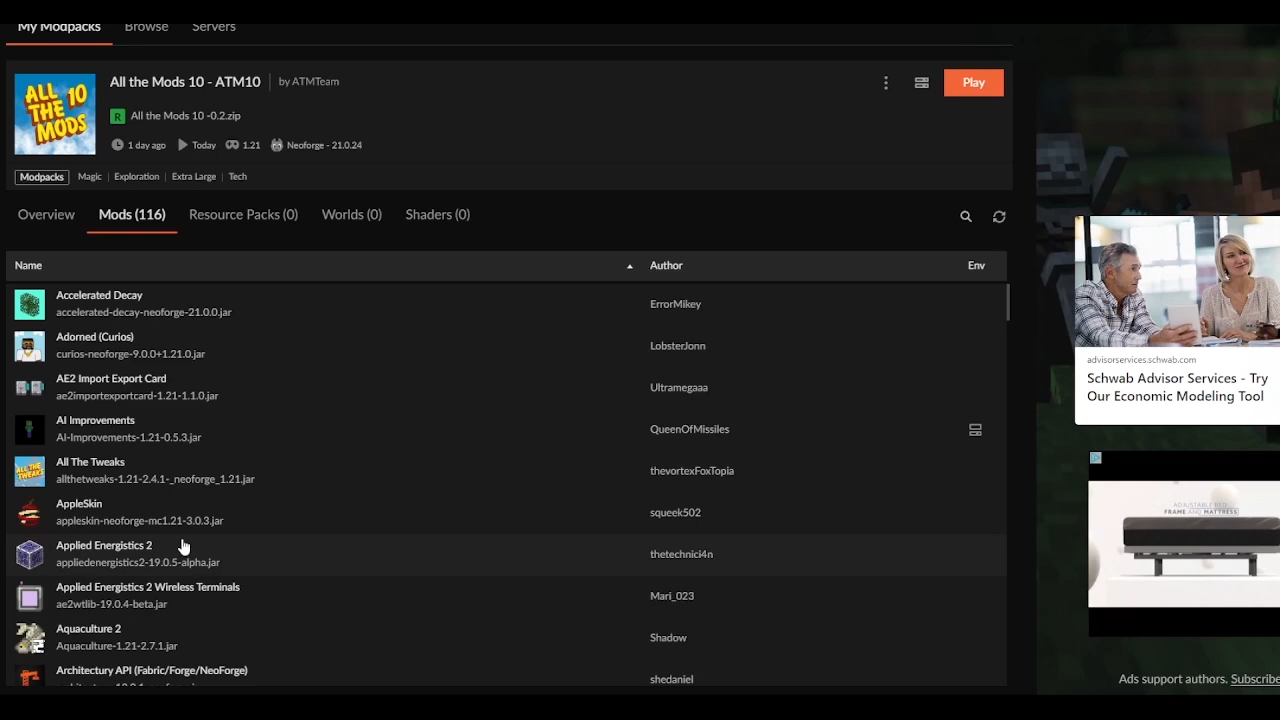 My Modpacks
Browse
Servers
ALL THE 10 MODS
All the Mods 10 - ATM10
by ATMTeam
Play
R
All the Mods 10 -0.2.zip
1 day ago
Today
1.21
Neoforge - 21.0.24
Modpacks
Magic
Exploration
Extra Large
Tech
Overview
Mods (116)
Resource Packs (0)
Worlds (0)
Shaders (0)
Name
Author
Env
Accelerated Decay
accelerated-decay-neoforge-21.0.0.jar
ErrorMikey
Adorned (Curios)
curios-neoforge-9.0.0+1.21.0.jar
LobsterJonn
AE2 Import Export Card
ae2importexportcard-1.21-1.1.0.jar
Ultramegaaa
AI Improvements
AI-Improvements-1.21-0.5.3.jar
QueenOfMissiles
ALL THE TWEAKS
All The Tweaks
allthetweaks-1.21-2.4.1-_neoforge_1.21.jar
thevortexFoxTopia
AppleSkin
appleskin-neoforge-mc1.21-3.0.3.jar
squeek502
Applied Energistics 2
appliedenergistics2-19.0.5-alpha.jar
thetechnici4n
Applied Energistics 2 Wireless Terminals
ae2wtlib-19.0.4-beta.jar
Mari_023
Aquaculture 2
Aquaculture-1.21-2.7.1.jar
Shadow
Architectury API (Fabric/Forge/NeoForge)
shedaniel
advisorservices.schwab.com
Schwab Advisor Services - Try
Our Economic Modeling Tool
FRAME AND MATTRESS
Ads support authors. Subscribe